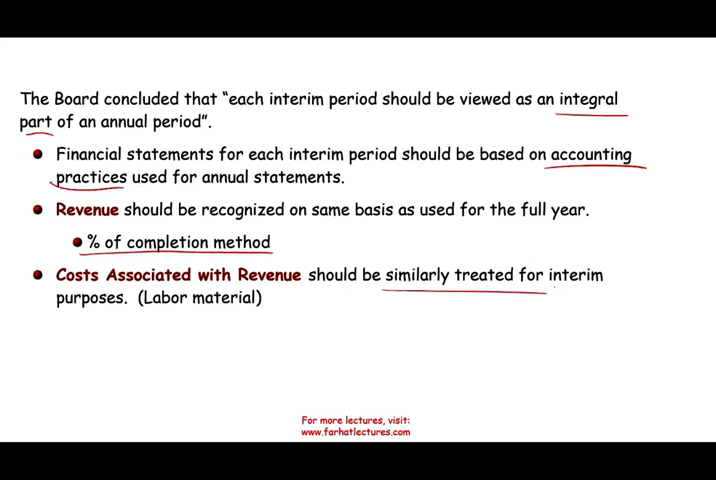 The Board concluded that “each interim period should be viewed as an integral
part of an annual period”.
Financial statements for each interim period should be based on accounting
practices used for annual statements.
Revenue should be recognized on same basis as used for the full year.
% of completion method
Costs Associated with Revenue should be similarly treated for interim
purposes. (Labor material)
For more lectures, visit:
www.farhatlectures.com